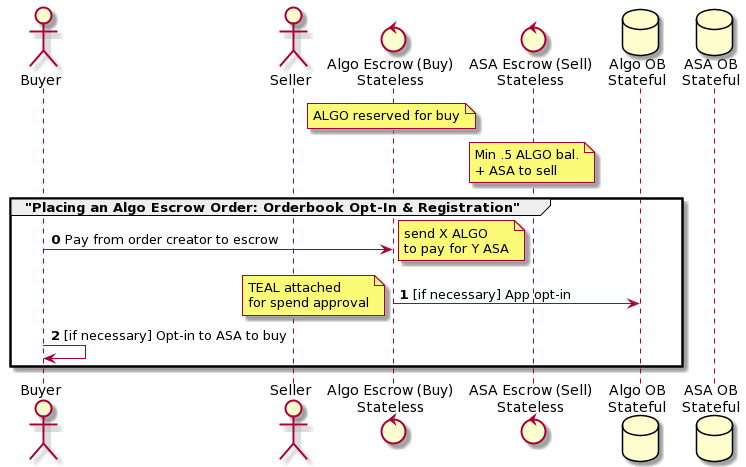 Buyer
Seller
Algo Escrow (Buy)
Stateless
ASA Escrow (Sell)
Stateless
Algo OB
Stateful
ASA OB
Stateful
ALGO reserved for buy
Min .5 ALGO bal.
+ ASA to sell
"Placing an Algo Escrow Order: Orderbook Opt-In & Registration"
0 Pay from order creator to escrow
send X ALGO
to pay for Y ASA
TEAL attached
for spend approval
1 [if necessary] App opt-in
2 [if necessary] Opt-in to ASA to buy
Buyer
Seller
Algo Escrow (Buy)
Stateless
ASA Escrow (Sell)
Stateless
Algo OB
Stateful
ASA OB
Stateful